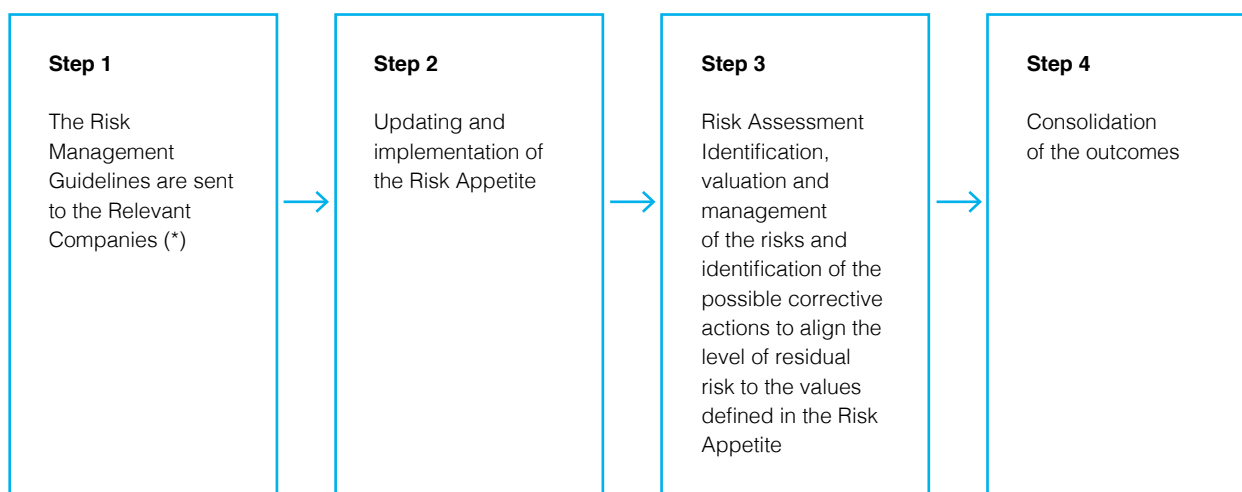 Step 1
The Risk
Management
Guidelines are sent
to the Relevant
Companies (*)
Step 2
Updating and
implementation of
the Risk Appetite
Step 3
Risk Assessment
Identification,
valuation and
management
of the risks and
identification of the
possible corrective
actions to align the
level of residual
risk to the values
defined in the Risk
Appetite
Step 4
Consolidation
of the outcomes